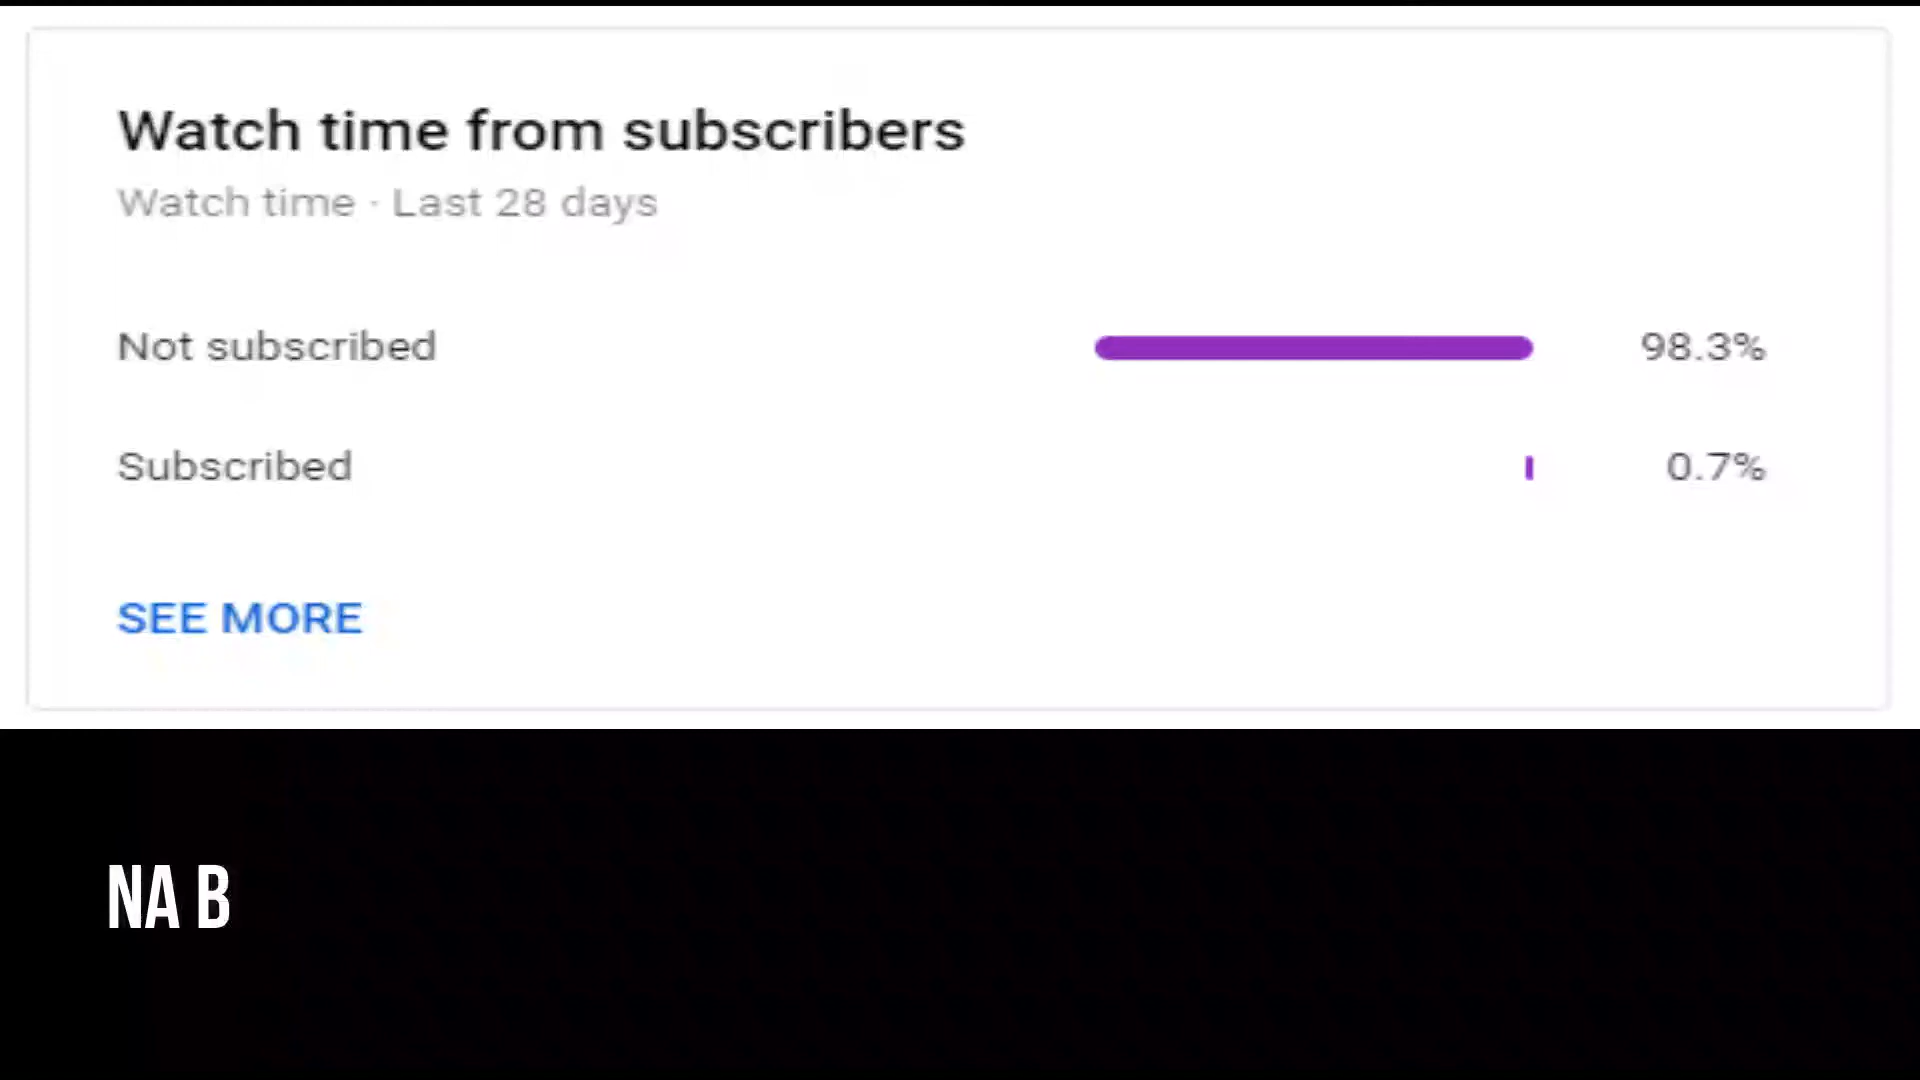 Watch time from subscribers
Watch time · Last 28 days
Not subscribed 98.3%
Subscribed 0.7%
SEE MORE
NA B